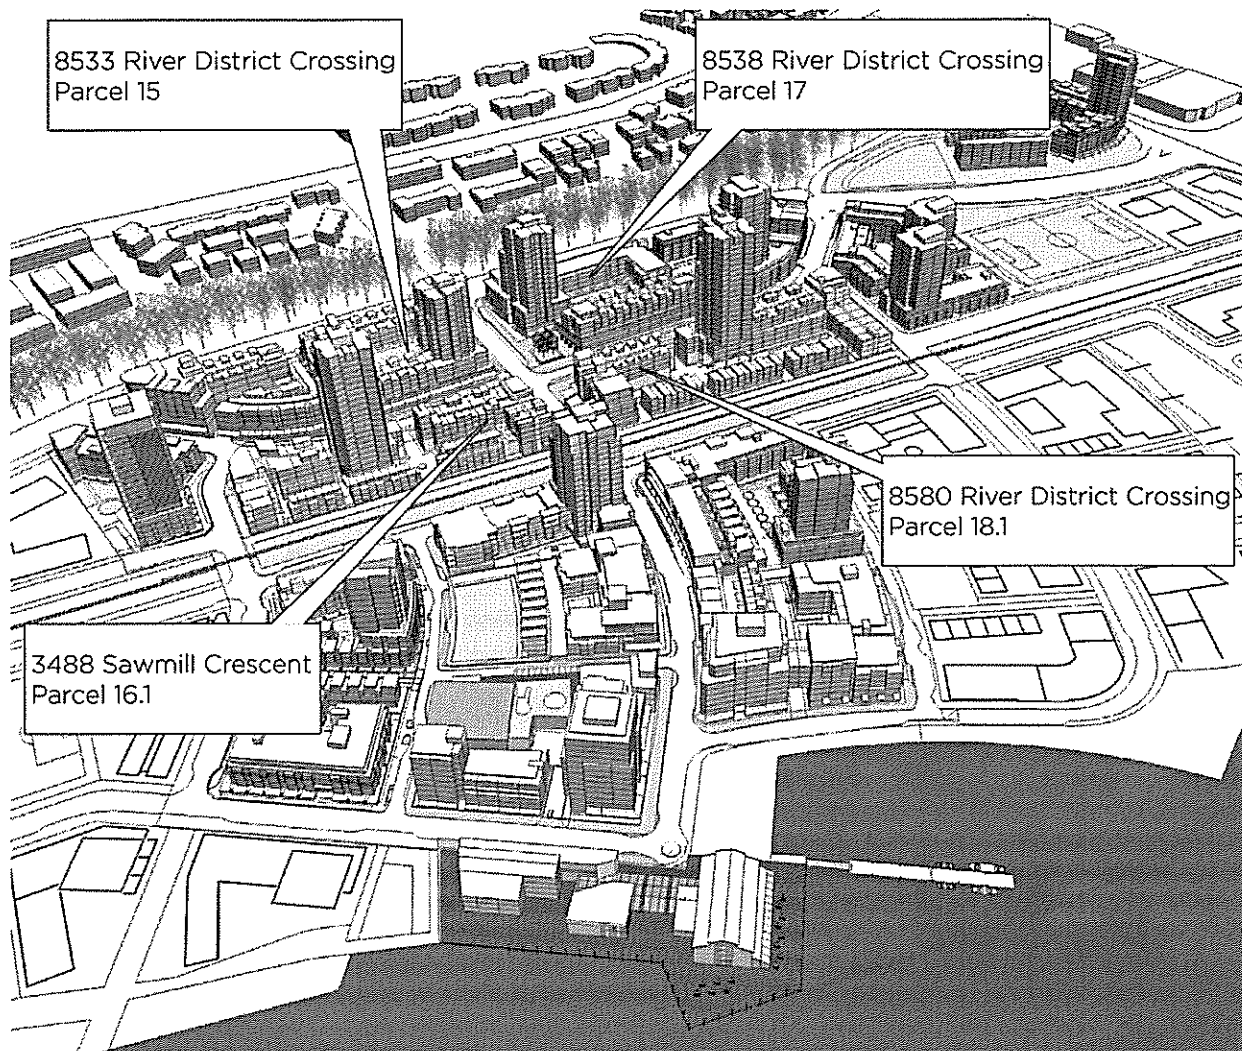 8533 River District Crossing
Parcel 15
8538 River District Crossing
Parcel 17
8580 River District Crossing
Parcel 18.1
3488 Sawmill Crescent
Parcel 16.1